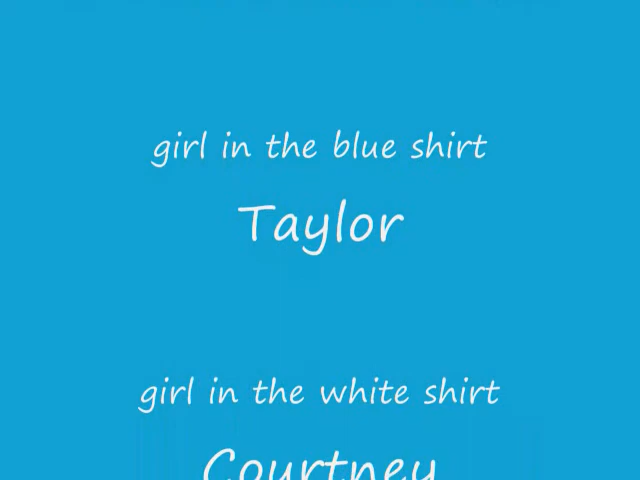 girl in the blue shirt
Taylor
girl in the white shirt
Courtney